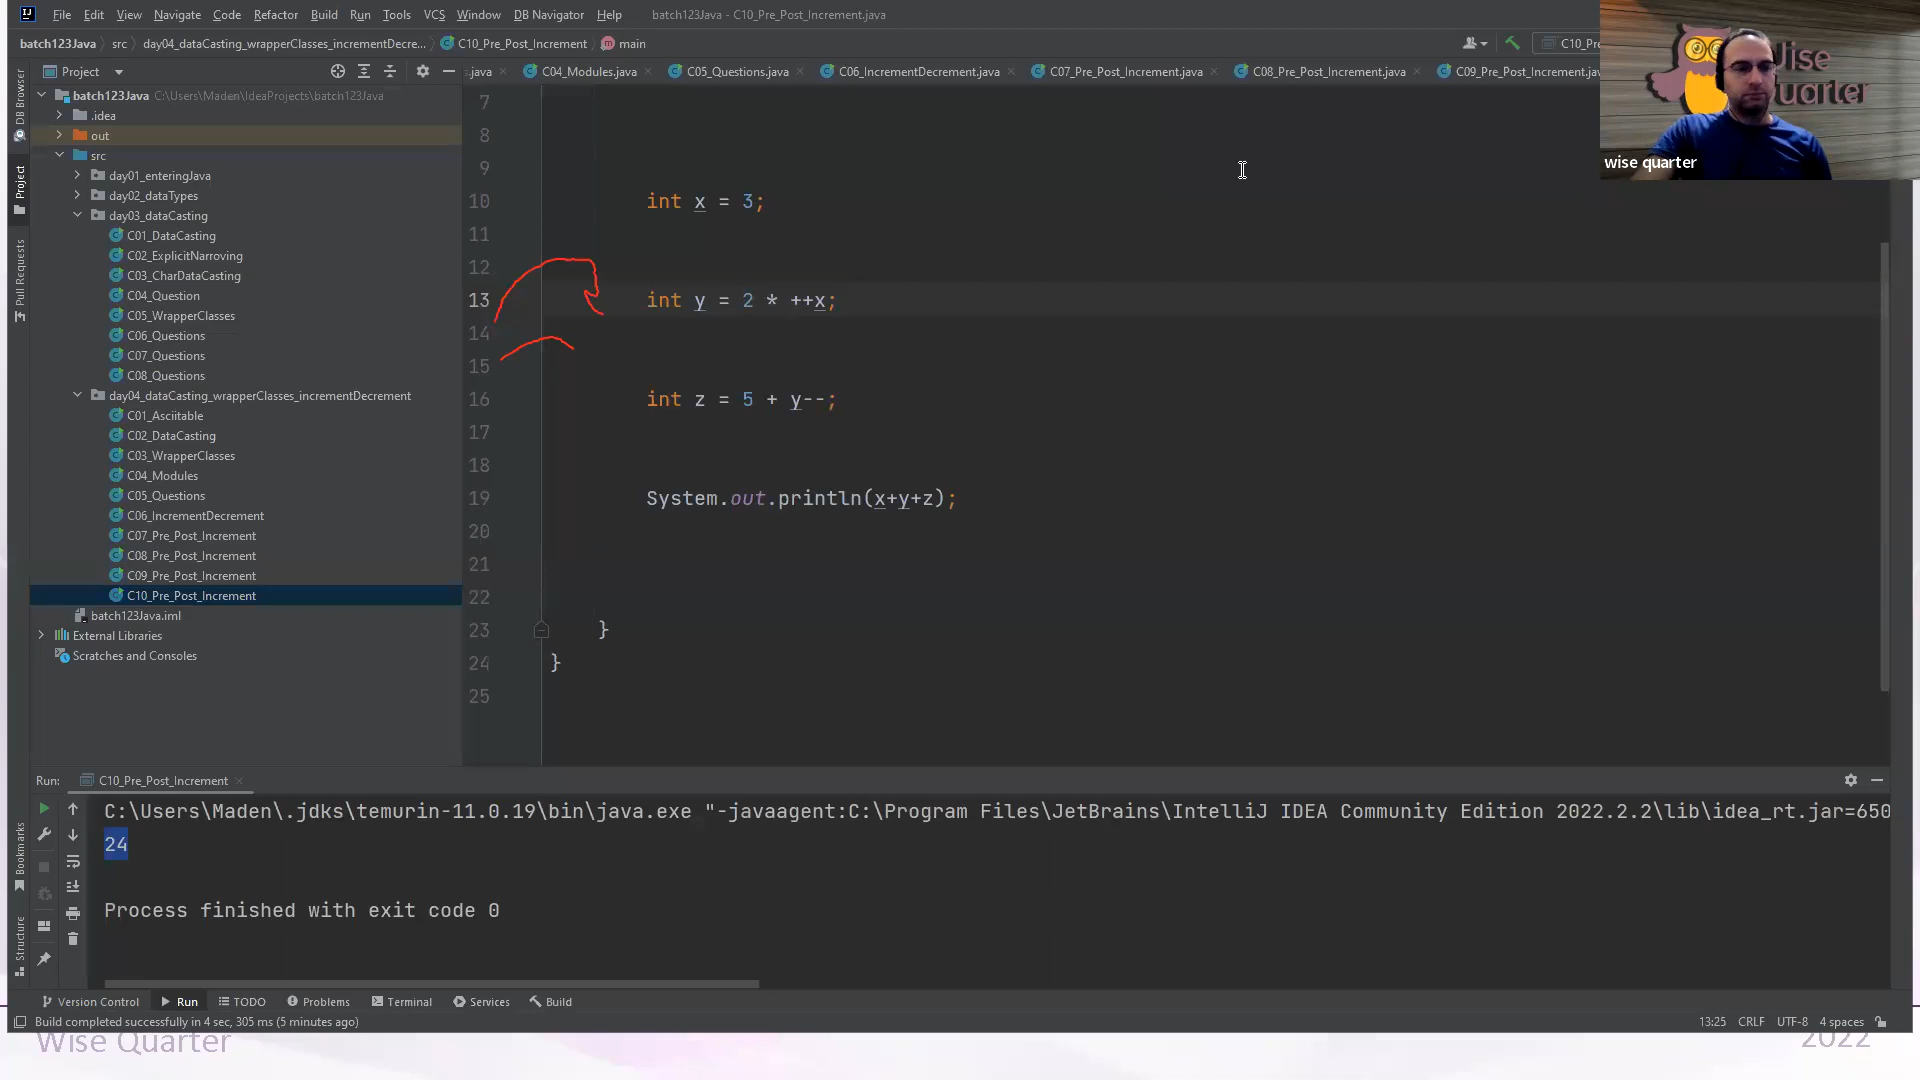 File Edit View Navigate Code Refactor Build Run Tools VCS Window DB Navigator Help batch123Java - C10_Pre_Post_Increment.java
batch123Java src day04_dataCasting_wrapperClasses_incrementDecre... C10_Pre_Post_Increment main C10_Pre
Project
.java C04_Modules.java C05_Questions.java C06_IncrementDecrement.java C07_Pre_Post_Increment.java C08_Pre_Post_Increment.java C09_Pre_Post_Increment.jav
Wise
Quarter
wise quarter
DB Browser
Project
Pull Requests
Bookmarks
Structure
batch123Java C:\Users\Maden\IdeaProjects\batch123Java
.idea
out
src
day01_enteringJava
day02_dataTypes
day03_dataCasting
C01_DataCasting
C02_ExplicitNarroving
C03_CharDataCasting
C04_Question
C05_WrapperClasses
C06_Questions
C07_Questions
C08_Questions
day04_dataCasting_wrapperClasses_incrementDecrement
C01_Asciitable
C02_DataCasting
C03_WrapperClasses
C04_Modules
C05_Questions
C06_IncrementDecrement
C07_Pre_Post_Increment
C08_Pre_Post_Increment
C09_Pre_Post_Increment
C10_Pre_Post_Increment
batch123Java.iml
External Libraries
Scratches and Consoles
7
8
9
10 int x = 3;
11
12
13 int y = 2 * ++x;
14
15
16 int z = 5 + y--;
17
18
19 System.out.println(x+y+z);
20
21
22
23 }
24 }
25
Run: C10_Pre_Post_Increment
C:\Users\Maden\.jdks\temurin-11.0.19\bin\java.exe "-javaagent:C:\Program Files\JetBrains\IntelliJ IDEA Community Edition 2022.2.2\lib\idea_rt.jar=650
24
Process finished with exit code 0
Version Control Run TODO Problems Terminal Services Build
Build completed successfully in 4 sec, 305 ms (5 minutes ago) 13:25 CRLF UTF-8 4 spaces
Wise Quarter 2022